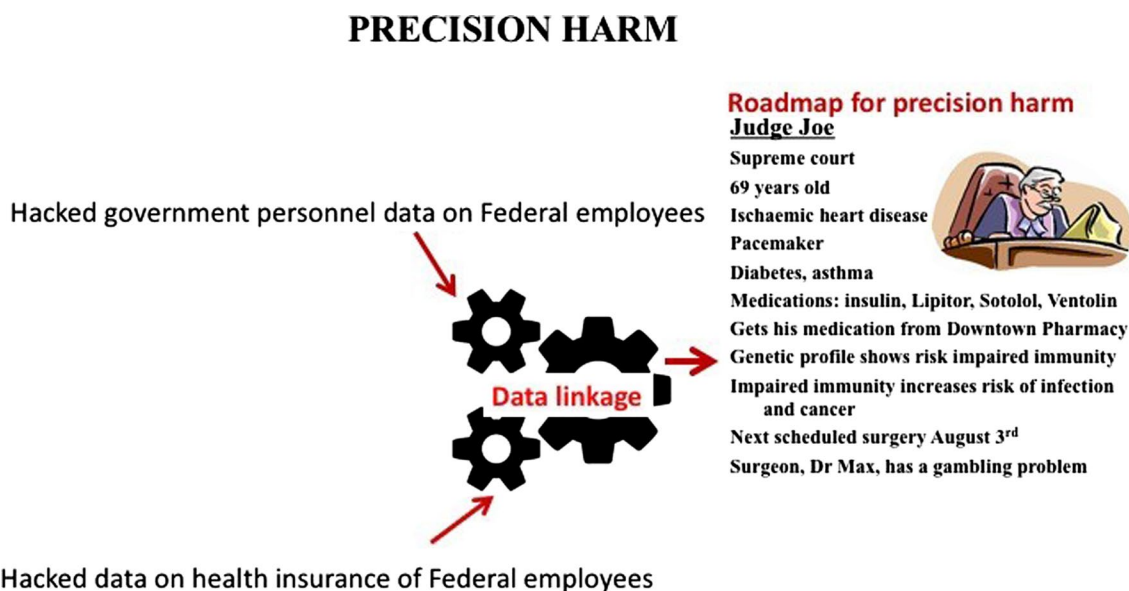 PRECISION HARM
Roadmap for precision harm
Judge Joe
Supreme court
69 years old
Hacked government personnel data on Federal employees
Ischaemic heart disease
Pacemaker
Diabetes, asthma
Medications: insulin, Lipitor, Sotolol, Ventolin
Gets his medication from Downtown Pharmacy
Genetic profile shows risk impaired immunity
Data linkage
Impaired immunity increases risk of infection
and cancer
Next scheduled surgery August 3rd
Surgeon, Dr Max, has a gambling problem
Hacked data on health insurance of Federal employees